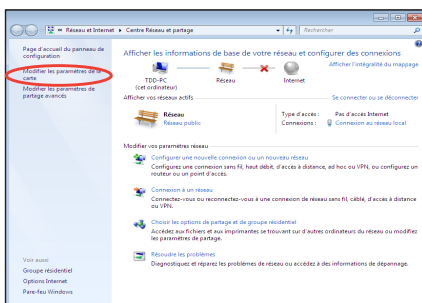 Réseau et Internet ▸ Centre Réseau et partage
Rechercher
Page d'accueil du panneau de
configuration
Modifier les paramètres de la
carte
Modifier les paramètres de
partage avancés
Afficher les informations de base de votre réseau et configurer des connexions
Afficher l'intégralité du mappage
TDD-PC
(cet ordinateur)
Réseau
Internet
Afficher vos réseaux actifs
Se connecter ou se déconnecter
Réseau
Réseau public
Type d'accès :
Pas d'accès Internet
Connexions :
Connexion au réseau local
Modifier vos paramètres réseau
Configurer une nouvelle connexion ou un nouveau réseau
Configurez une connexion sans fil, haut débit, d'accès à distance, ad hoc ou VPN, ou configurez un
routeur ou un point d'accès.
Connexion à un réseau
Connectez-vous ou reconnectez-vous à une connexion de réseau sans fil, câblé, d'accès à distance
ou VPN.
Choisir les options de partage et de groupe résidentiel
Accédez aux fichiers et aux imprimantes se trouvant sur d'autres ordinateurs du réseau ou modifiez
les paramètres de partage.
Résoudre les problèmes
Diagnostiquez et réparez les problèmes de réseau ou accédez à des informations de dépannage.
Voir aussi
Groupe résidentiel
Options Internet
Pare-feu Windows